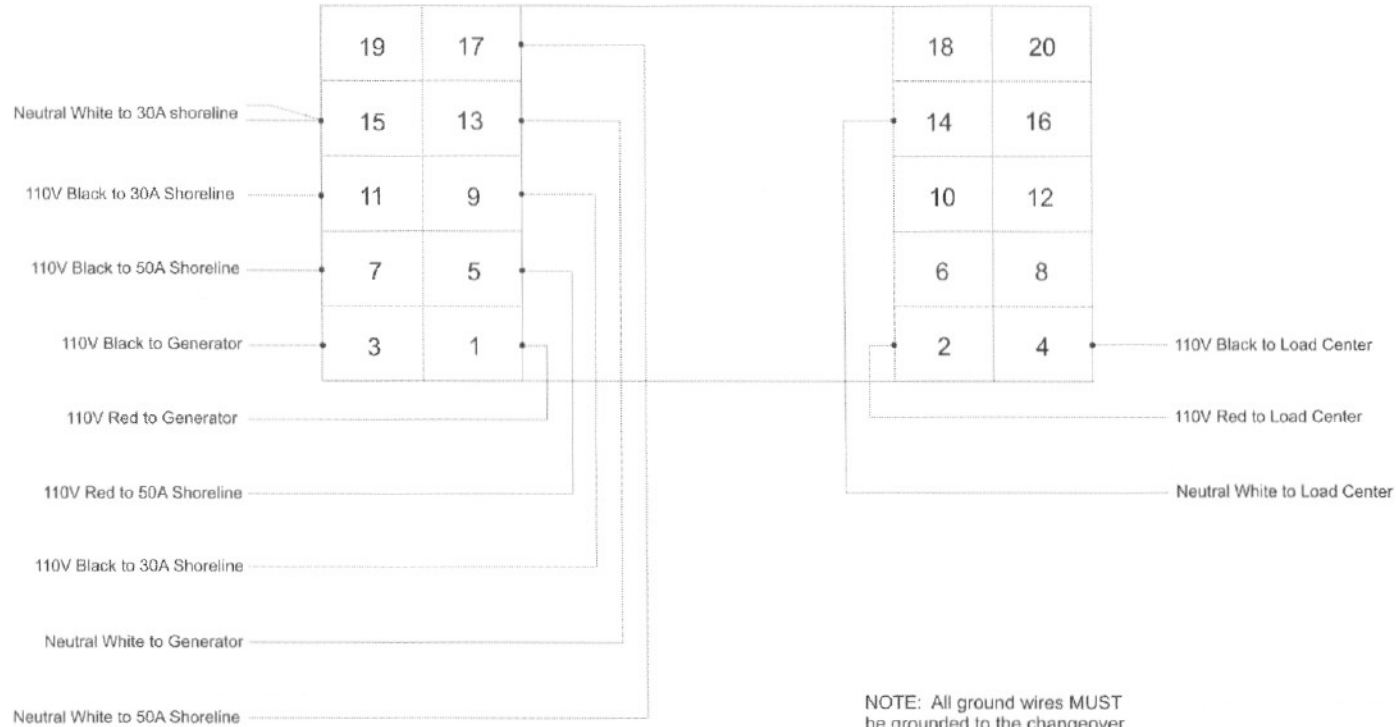 19 17 18 20
Neutral White to 30A shoreline 15 13 14 16
110V Black to 30A Shoreline 11 9 10 12
110V Black to 50A Shoreline 7 5 6 8
110V Black to Generator 3 1 2 4 110V Black to Load Center
110V Red to Generator 110V Red to Load Center
110V Red to 50A Shoreline Neutral White to Load Center
110V Black to 30A Shoreline
Neutral White to Generator
Neutral White to 50A Shoreline
NOTE: All ground wires MUST
be grounded to the changeover